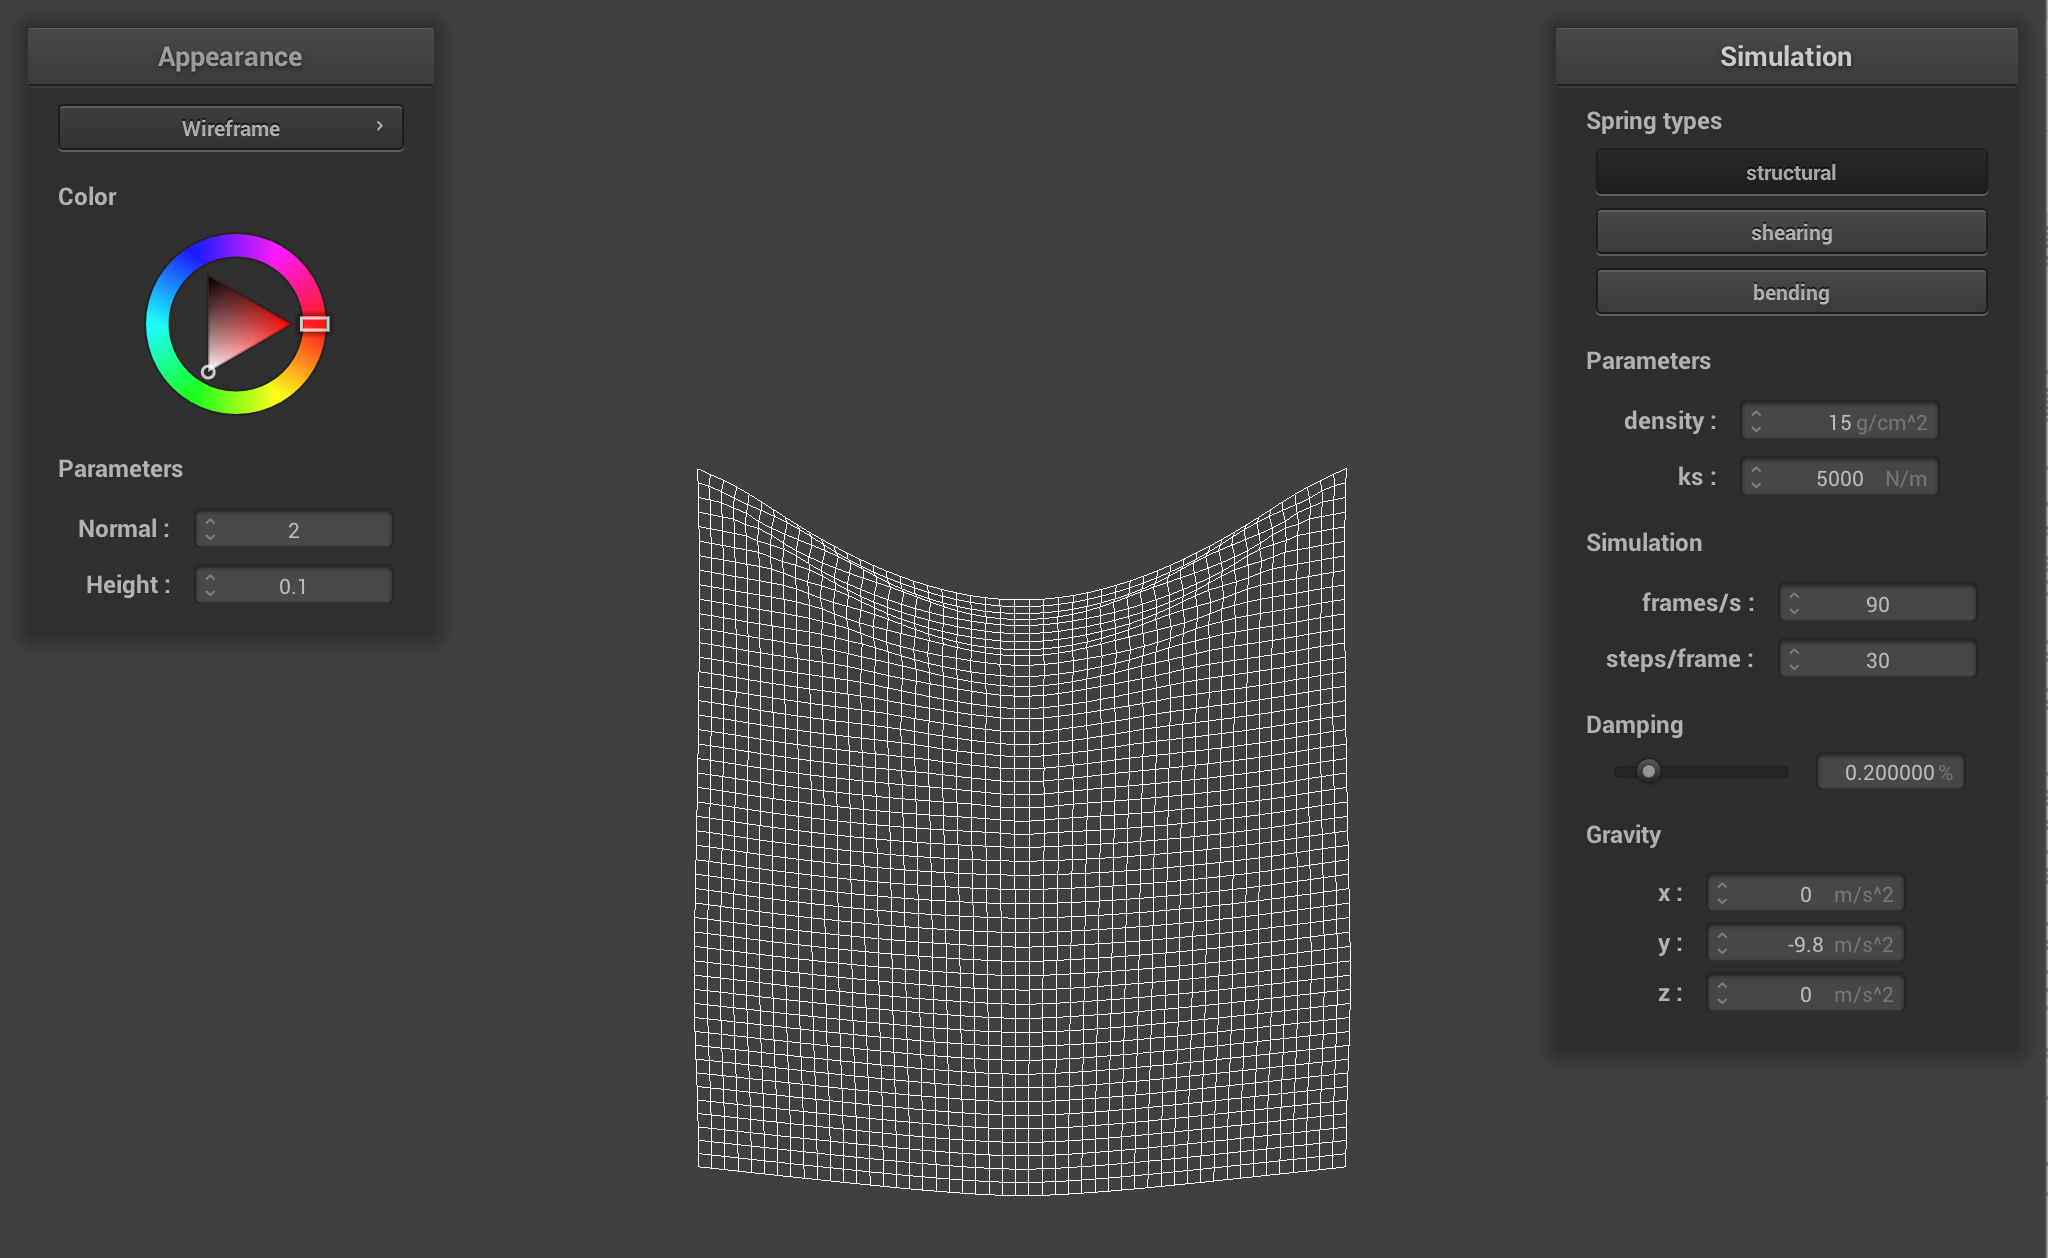 Appearance
Wireframe
Color
Parameters
Normal : 2
Height : 0.1
Simulation
Spring types
structural
shearing
bending
Parameters
density : 15 g/cm^2
ks : 5000 N/m
Simulation
frames/s : 90
steps/frame : 30
Damping
0.200000 %
Gravity
x : 0 m/s^2
y : -9.8 m/s^2
z : 0 m/s^2